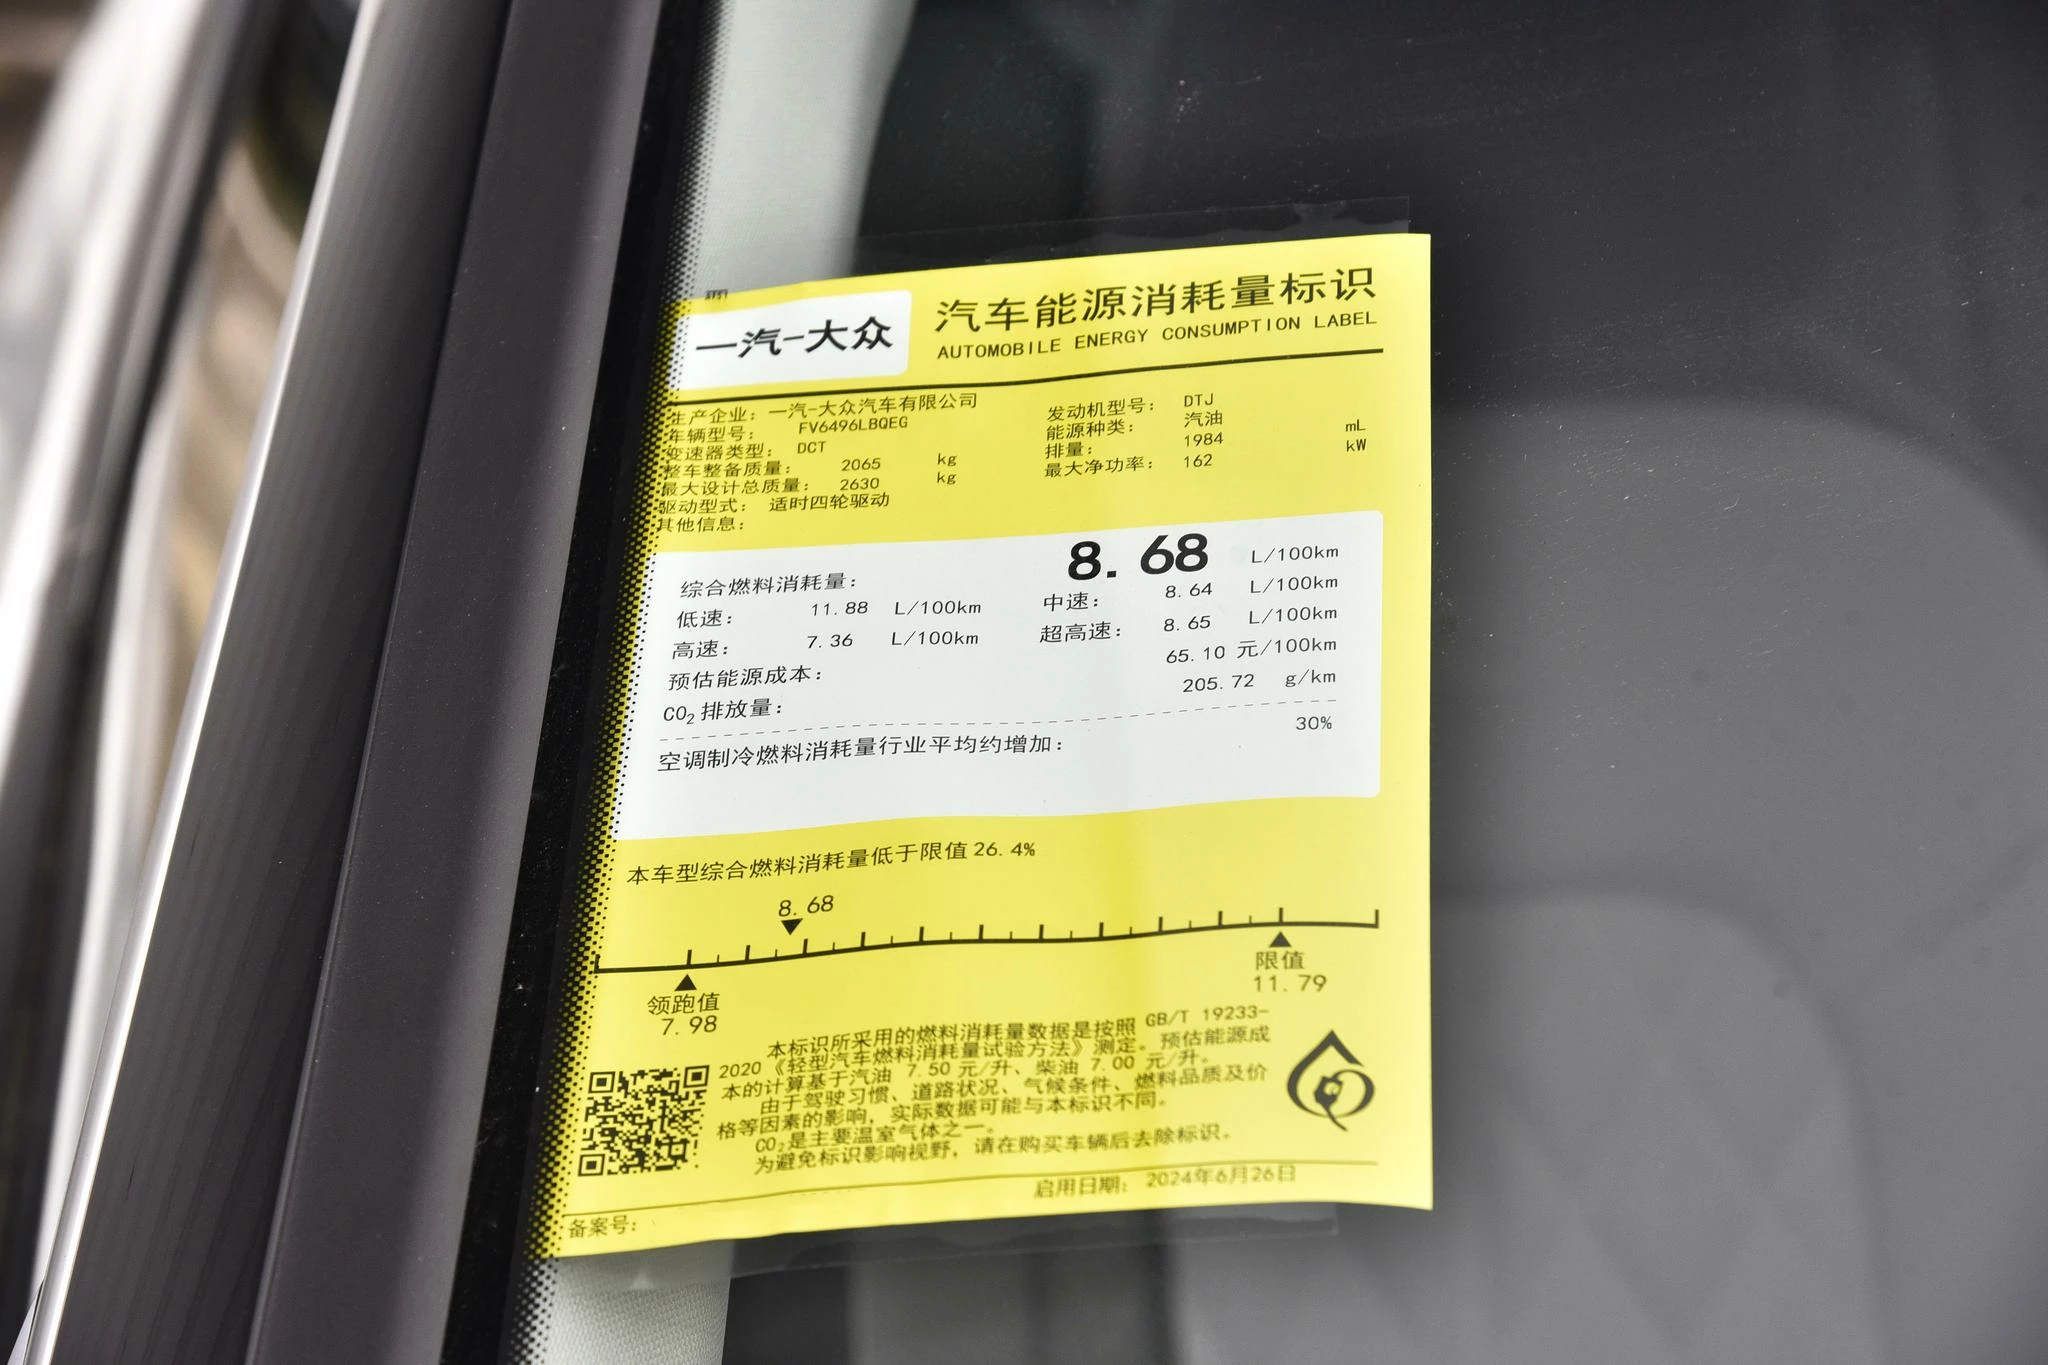 一汽-大众
汽车能源消耗量标识
AUTOMOBILE ENERGY CONSUMPTION LABEL
生产企业：一汽-大众汽车有限公司
车辆型号： FV6496LBQEG
变速器类型： DCT
整车整备质量： 2065 kg
最大设计总质量： 2630 kg
驱动型式： 适时四轮驱动
其他信息：
发动机型号： DTJ
能源种类： 汽油
排量： 1984 mL
最大净功率： 162 kW
综合燃料消耗量： 8.68 L/100km
低速： 11.88 L/100km 中速： 8.64 L/100km
高速： 7.36 L/100km 超高速： 8.65 L/100km
预估能源成本： 65.10 元/100km
CO₂排放量： 205.72 g/km
空调制冷燃料消耗量行业平均约增加： 30%
本车型综合燃料消耗量低于限值26.4%
8.68
领跑值
7.98
限值
11.79
本标识所采用的燃料消耗量数据是按照 GB/T 19233-
2020《轻型汽车燃料消耗量试验方法》测定。预估能源成
本的计算基于汽油 7.50 元/升、柴油 7.00 元/升。
由于驾驶习惯、道路状况、气候条件、燃料品质及价
格等因素的影响，实际数据可能与本标识不同。
CO₂是主要温室气体之一。
为避免标识影响视野，请在购买车辆后去除标识。
启用日期： 2024年6月26日
备案号：